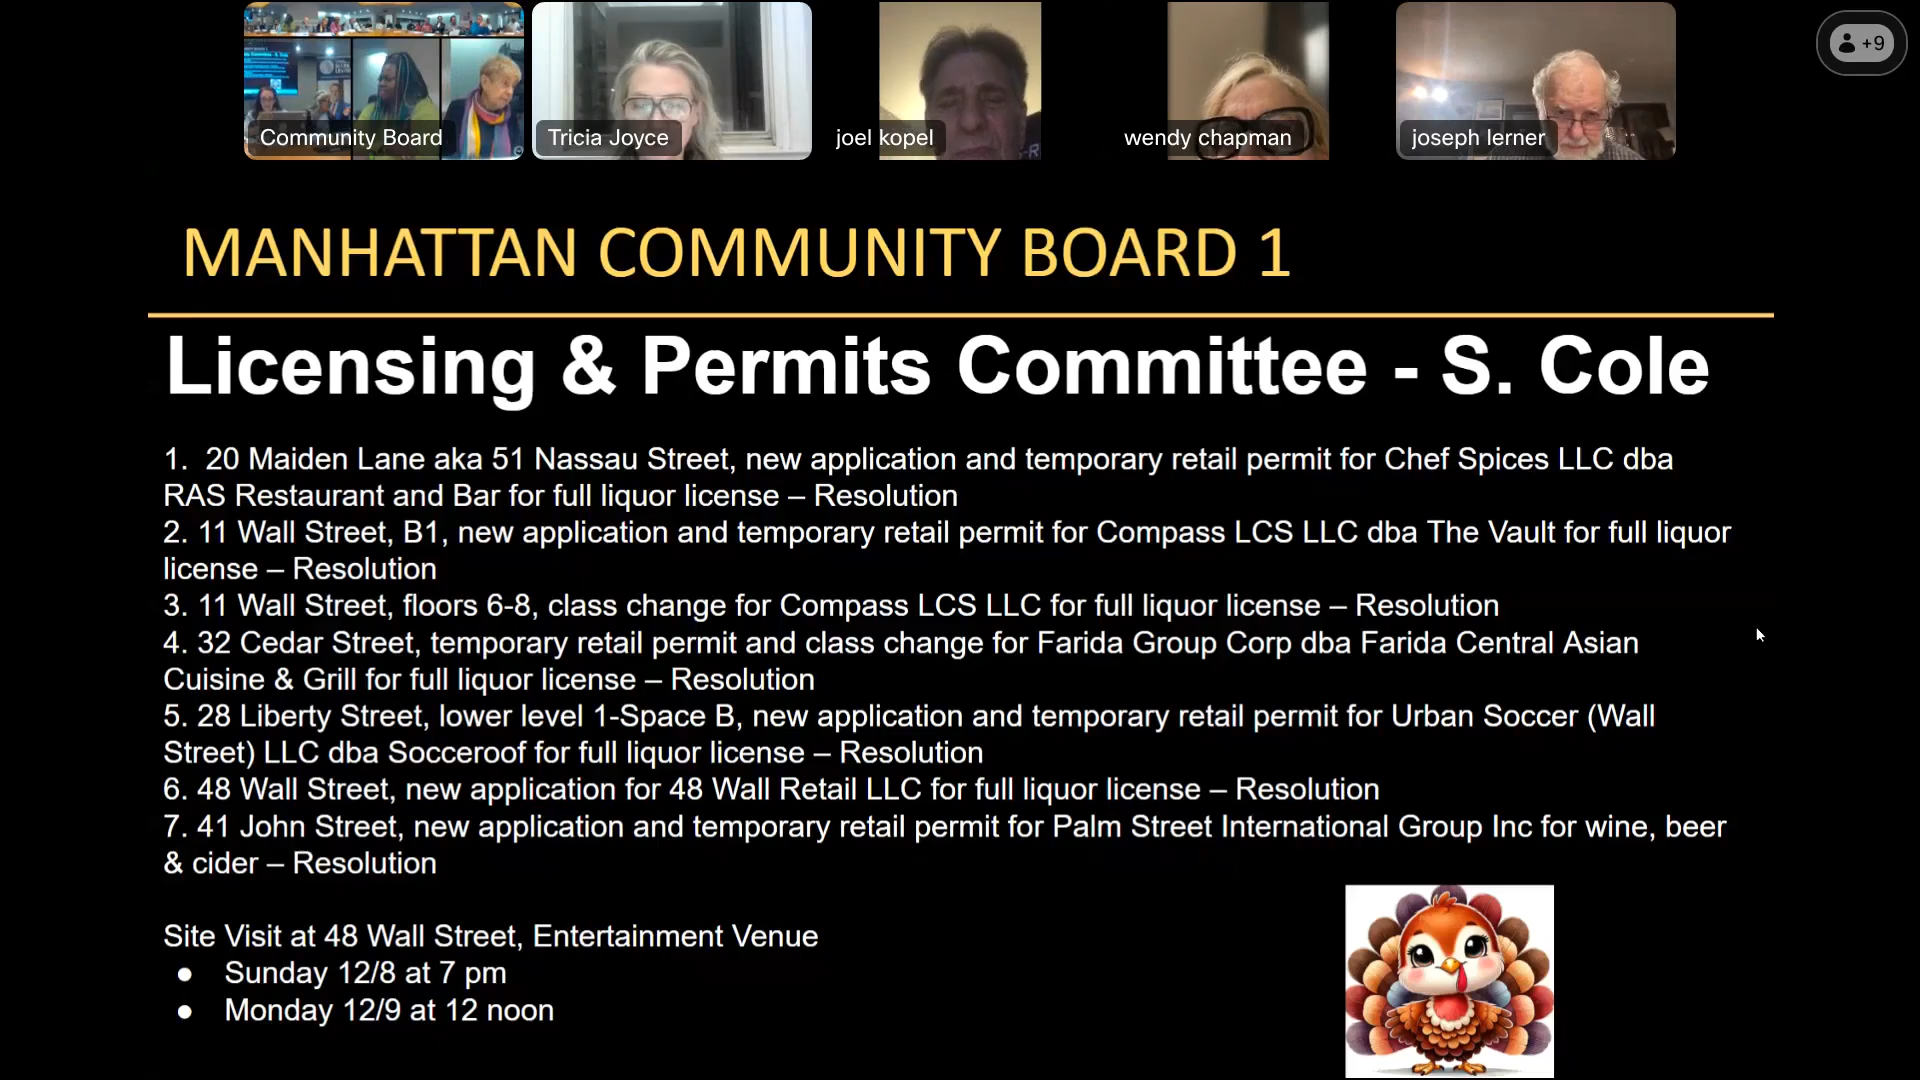 Community Board
Tricia Joyce
joel kopel
wendy chapman
joseph lerner
+9
MANHATTAN COMMUNITY BOARD 1
Licensing & Permits Committee - S. Cole
1.  20 Maiden Lane aka 51 Nassau Street, new application and temporary retail permit for Chef Spices LLC dba
RAS Restaurant and Bar for full liquor license – Resolution
2. 11 Wall Street, B1, new application and temporary retail permit for Compass LCS LLC dba The Vault for full liquor
license – Resolution
3. 11 Wall Street, floors 6-8, class change for Compass LCS LLC for full liquor license – Resolution
4. 32 Cedar Street, temporary retail permit and class change for Farida Group Corp dba Farida Central Asian
Cuisine & Grill for full liquor license – Resolution
5. 28 Liberty Street, lower level 1-Space B, new application and temporary retail permit for Urban Soccer (Wall
Street) LLC dba Socceroof for full liquor license – Resolution
6. 48 Wall Street, new application for 48 Wall Retail LLC for full liquor license – Resolution
7. 41 John Street, new application and temporary retail permit for Palm Street International Group Inc for wine, beer
& cider – Resolution
Site Visit at 48 Wall Street, Entertainment Venue
● Sunday 12/8 at 7 pm
● Monday 12/9 at 12 noon